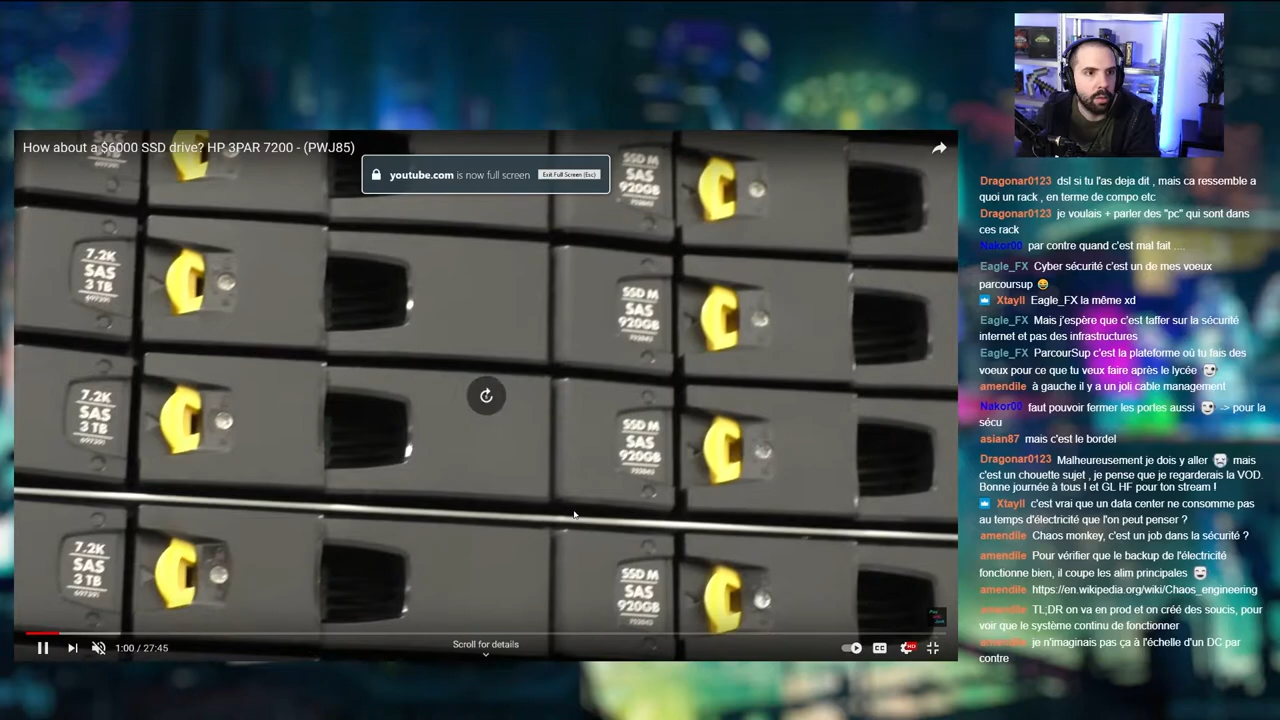 How about a $6000 SSD drive? HP 3PAR 7200 - (PWJ85)
youtube.com is now full screen
Exit Full Screen (Esc)
SSD M
SAS
920GB
7.2K
SAS
3 TB
697391
SSD M
SAS
920GB
7.2K
SAS
3 TB
SSD M
SAS
920GB
7.2K
SAS
3 TB
SSD M
SAS
920GB
1:00 / 27:45
Scroll for details
CC
HD
Dragonar0123 dsl si tu l'as deja dit , mais ca ressemble a
quoi un rack , en terme de compo etc
Dragonar0123 je voulais + parler des "pc" qui sont dans
ces rack
Nakor00 par contre quand c'est mal fait ....
Eagle_FX Cyber sécurité c'est un de mes voeux
parcoursup
Xtayll Eagle_FX la même xd
Eagle_FX Mais j'espère que c'est taffer sur la sécurité
internet et pas des infrastructures
Eagle_FX ParcourSup c'est la plateforme où tu fais des
voeux pour ce que tu veux faire après le lycée
amendile à gauche il y a un joli cable management
Nakor00 faut pouvoir fermer les portes aussi -> pour la
sécu
asian87 mais c'est le bordel
Dragonar0123 Malheureusement je dois y aller mais
c'est un chouette sujet , je pense que je regarderais la VOD.
Bonne journée à tous ! et GL HF pour ton stream !
Xtayll c'est vrai que un data center ne consomme pas
au temps d'électricité que l'on peut penser ?
amendile Chaos monkey, c'est un job dans la sécurité ?
amendile Pour vérifier que le backup de l'électricité
fonctionne bien, il coupe les alim principales
amendile https://en.wikipedia.org/wiki/Chaos_engineering
amendile TL;DR on va en prod et on créé des soucis, pour
voir que le système continu de fonctionner
amendile je n'imaginais pas ça à l'échelle d'un DC par
contre